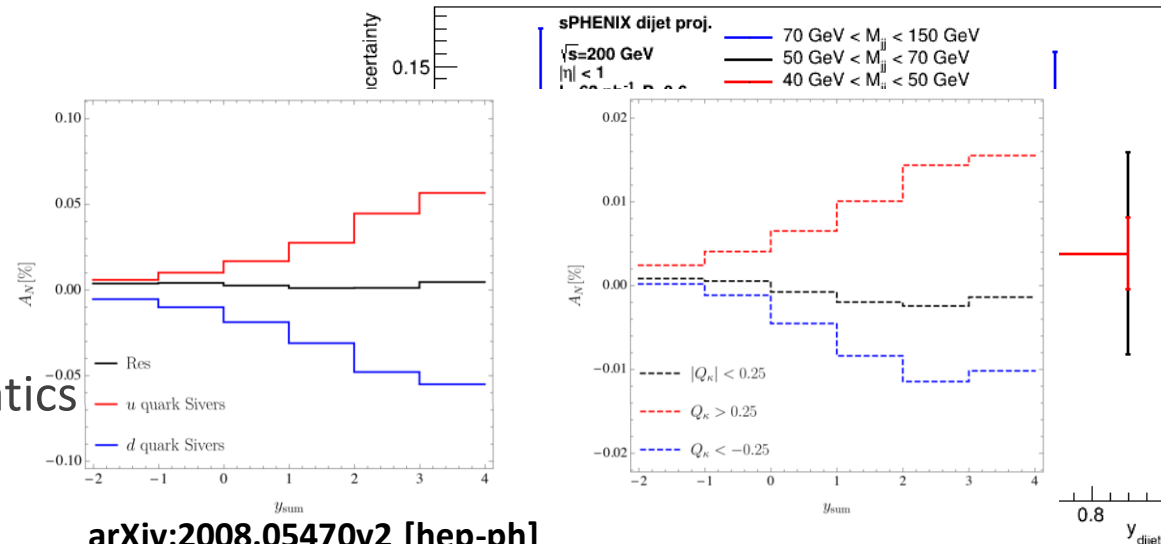 certainty
0.15
sPHENIX dijet proj.
√s=200 GeV
|η| < 1
70 GeV < M_jj < 150 GeV
50 GeV < M_jj < 70 GeV
40 GeV < M_jj < 50 GeV
0.10
0.05
0.00
−0.05
−0.10
A_N[%]
Res
u quark Sivers
d quark Sivers
−2 −1 0 1 2 3 4
y_sum
0.02
0.01
0.00
−0.01
−0.02
A_N[%]
|Q_κ| < 0.25
Q_κ > 0.25
Q_κ < −0.25
−2 −1 0 1 2 3 4
y_sum
0.8
y_dijet
atics
arXiv:2008.05470v2 [hep-ph]